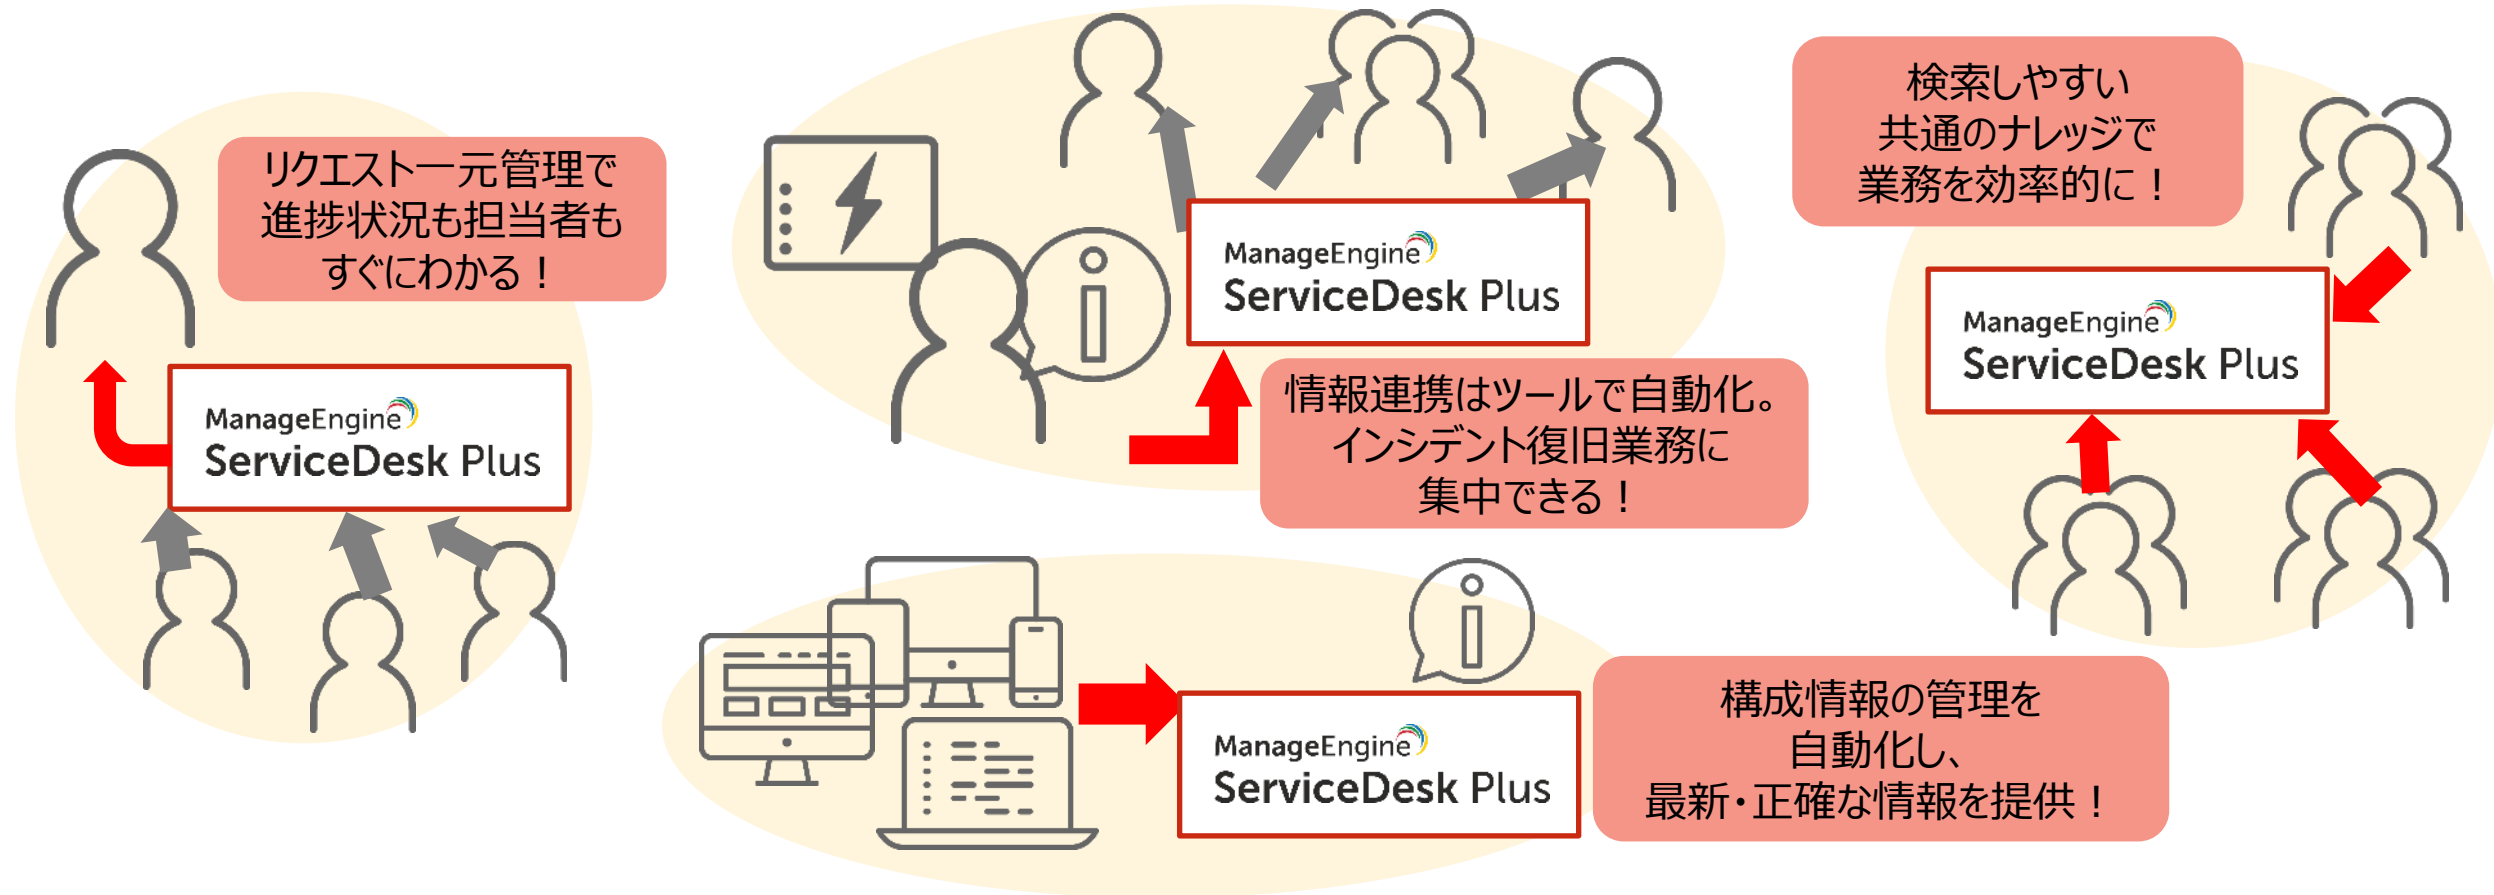 リクエスト一元管理で
進捗状況も担当者も
すぐにわかる！
ManageEngine
ServiceDesk Plus
ManageEngine
ServiceDesk Plus
情報連携はツールで自動化。
インシデント復旧業務に
集中できる！
検索しやすい
共通のナレッジで
業務を効率的に！
ManageEngine
ServiceDesk Plus
ManageEngine
ServiceDesk Plus
構成情報の管理を
自動化し、
最新・正確な情報を提供！